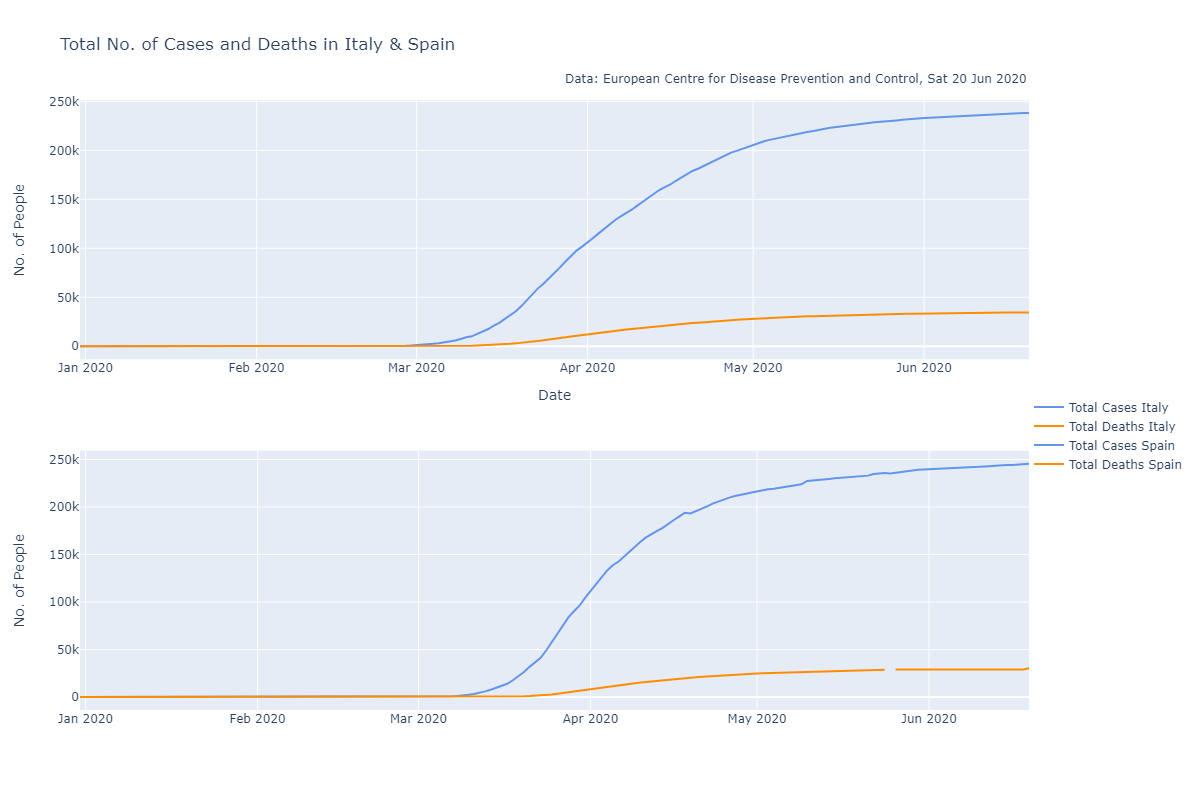 Total No. of Cases and Deaths in Italy & Spain
Data: European Centre for Disease Prevention and Control, Sat 20 Jun 2020
250k
200k
150k
100k
50k
0
No. of People
Jan 2020 Feb 2020 Mar 2020 Apr 2020 May 2020 Jun 2020
Date
Total Cases Italy
Total Deaths Italy
Total Cases Spain
Total Deaths Spain
250k
200k
150k
100k
50k
0
No. of People
Jan 2020 Feb 2020 Mar 2020 Apr 2020 May 2020 Jun 2020